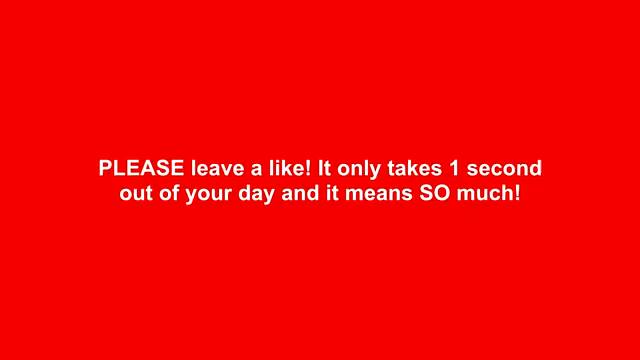 PLEASE leave a like! It only takes 1 second
out of your day and it means SO much!